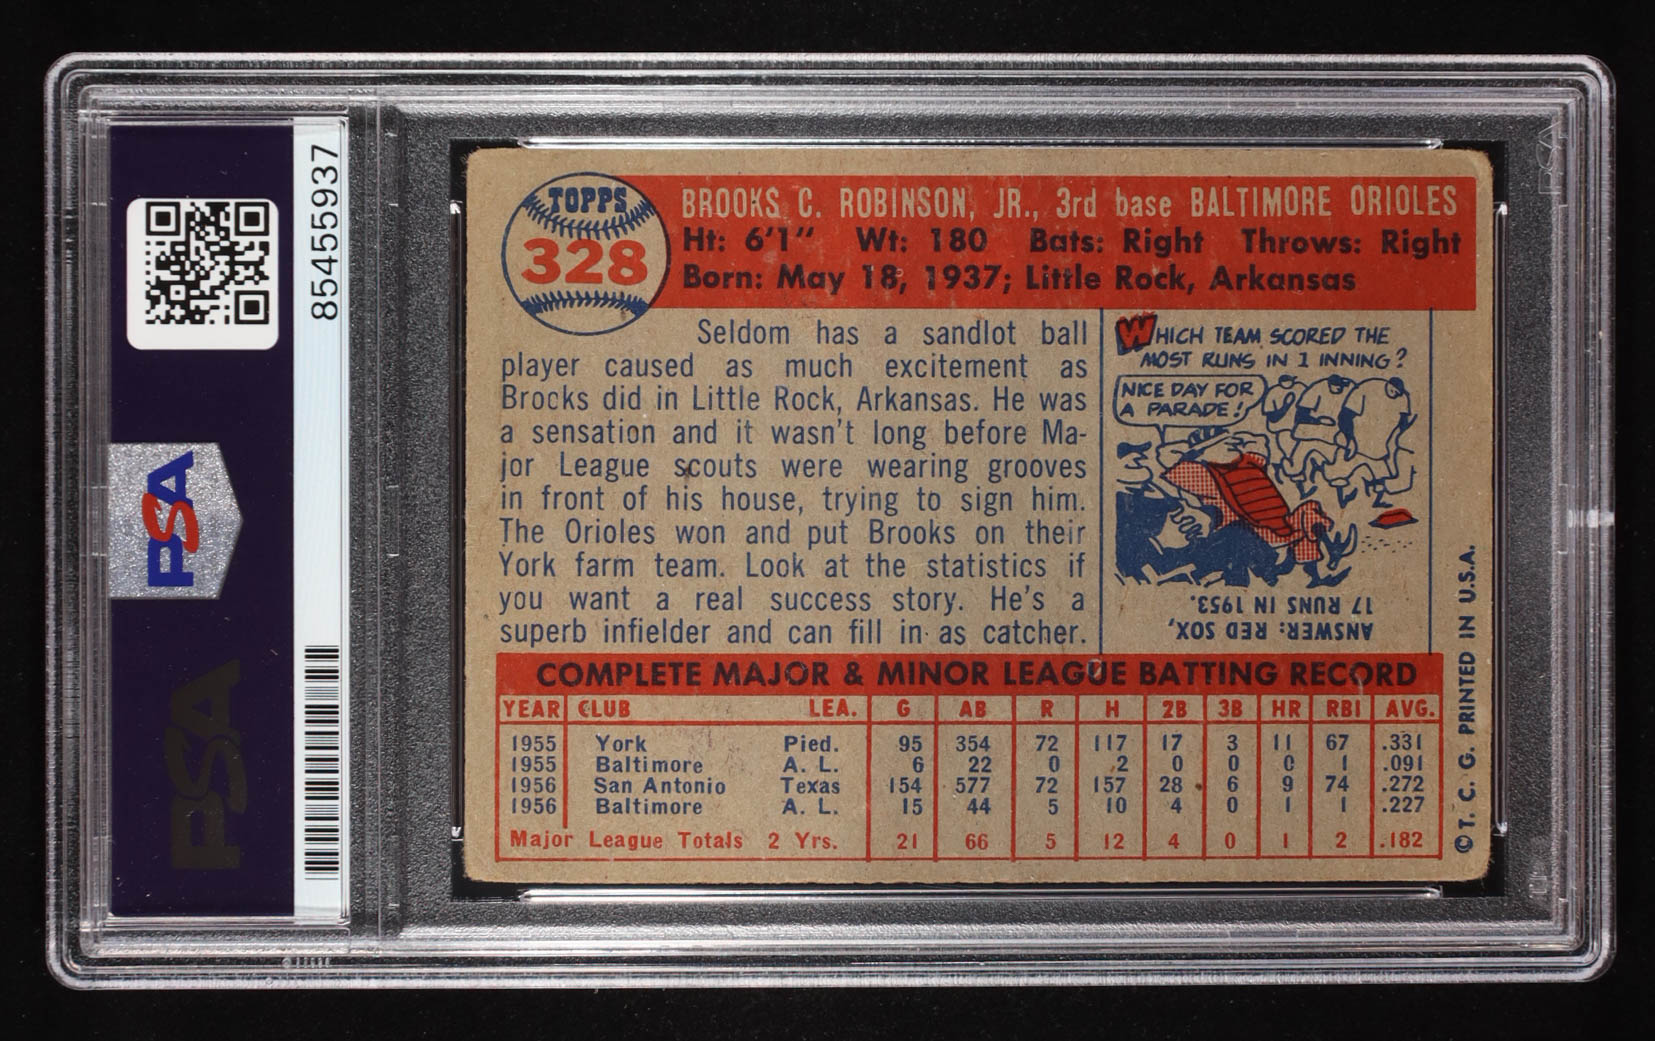 85455937
PSA
PSA
TOPPS
328
BROOKS C. ROBINSON, JR., 3rd base BALTIMORE ORIOLES
Ht: 6'1" Wt: 180 Bats: Right Throws: Right
Born: May 18, 1937; Little Rock, Arkansas
Seldom has a sandlot ball
player caused as much excitement as
Brooks did in Little Rock, Arkansas. He was
a sensation and it wasn't long before Ma-
jor League scouts were wearing grooves
in front of his house, trying to sign him.
The Orioles won and put Brooks on their
York farm team. Look at the statistics if
you want a real success story. He's a
superb infielder and can fill in as catcher.
WHICH TEAM SCORED THE
MOST RUNS IN 1 INNING?
NICE DAY FOR
A PARADE!
ANSWER: RED SOX,
17 RUNS IN 1953.
COMPLETE MAJOR & MINOR LEAGUE BATTING RECORD
YEAR CLUB LEA. G AB R H 2B 3B HR RBI AVG.
1955 York Pied. 95 354 72 117 17 3 11 67 .331
1955 Baltimore A. L. 6 22 0 2 0 0 0 1 .091
1956 San Antonio Texas 154 577 72 157 28 6 9 74 .272
1956 Baltimore A. L. 15 44 5 10 4 0 1 1 .227
Major League Totals 2 Yrs. 21 66 5 12 4 0 1 2 .182
© T. C. G. PRINTED IN U.S.A.
PSA